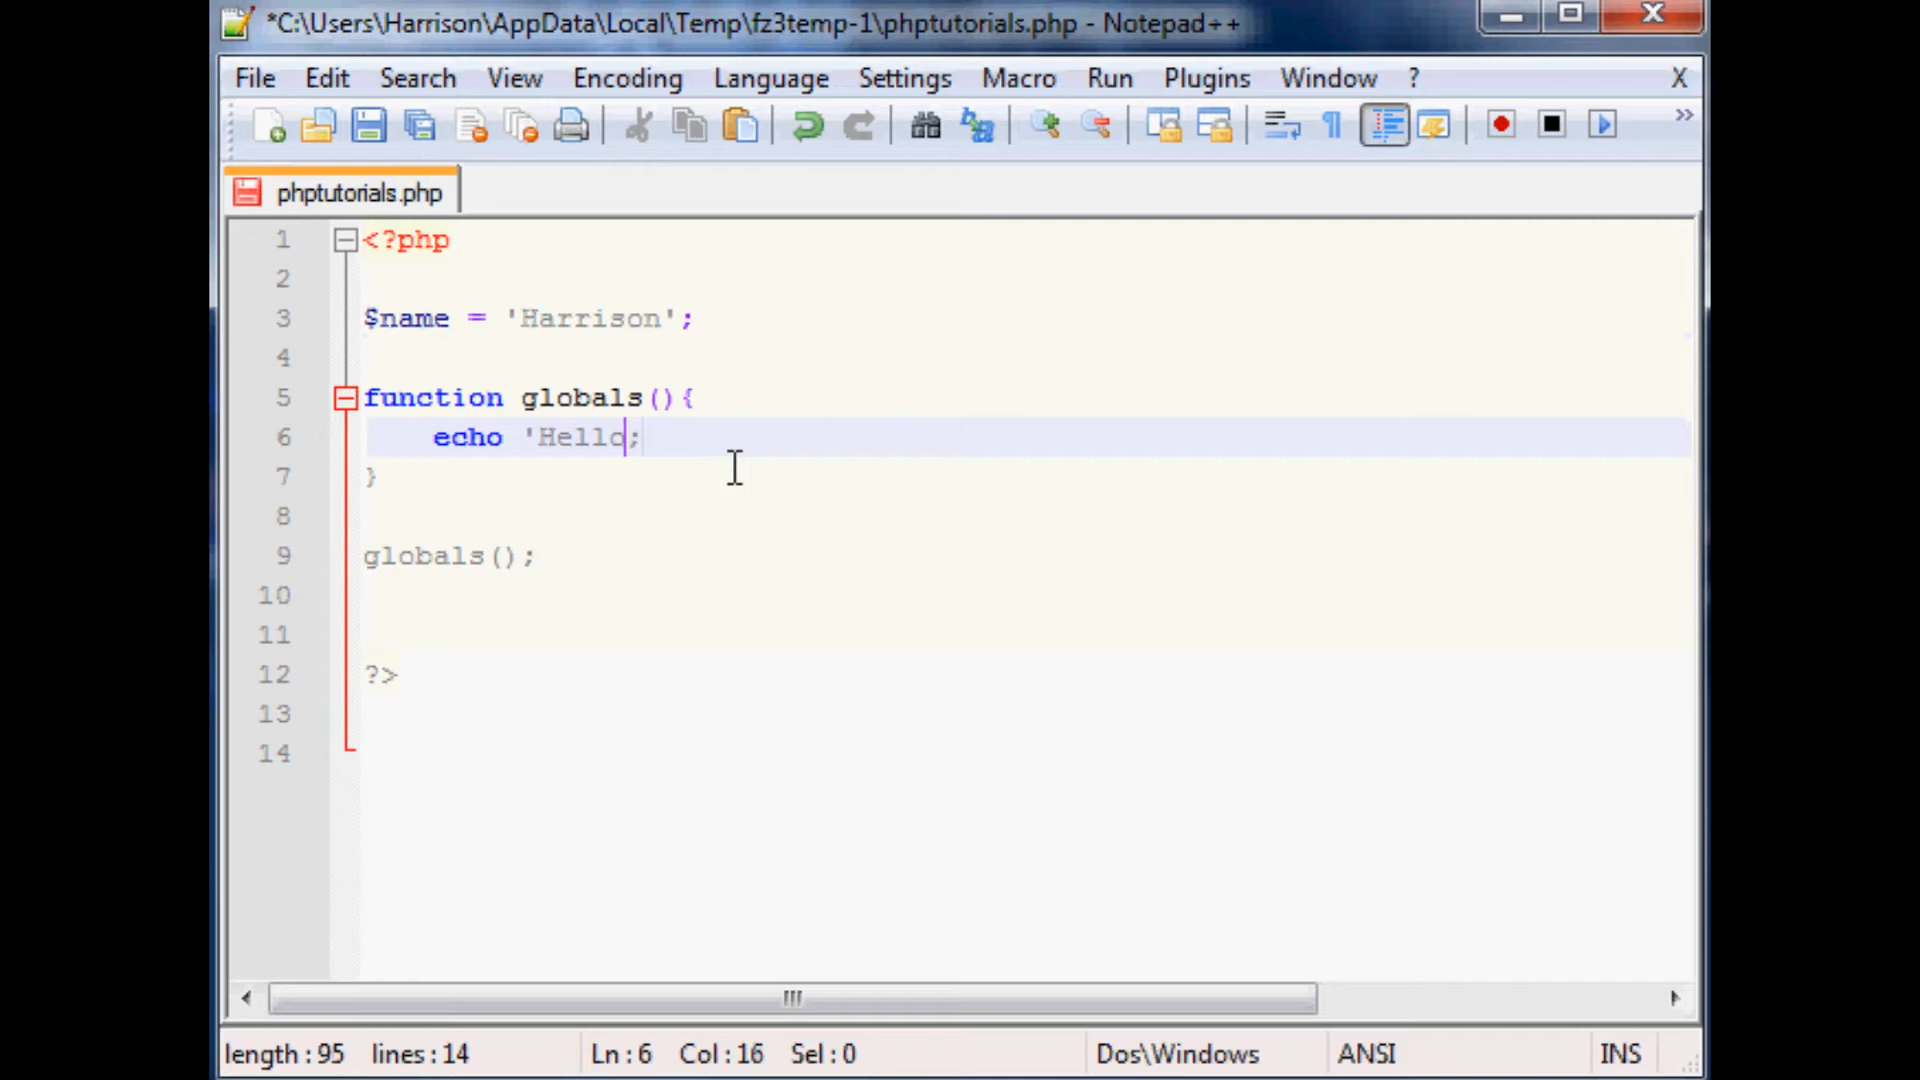 *C:\Users\Harrison\AppData\Local\Temp\fz3temp-1\phptutorials.php - Notepad++
File Edit Search View Encoding Language Settings Macro Run Plugins Window ? X
phptutorials.php
1 <?php
2
3 $name = 'Harrison';
4
5 function globals(){
6 echo 'Hello;
7 }
8
9 globals();
10
11
12 ?>
13
14
length : 95 lines : 14 Ln : 6 Col : 16 Sel : 0 Dos\Windows ANSI INS